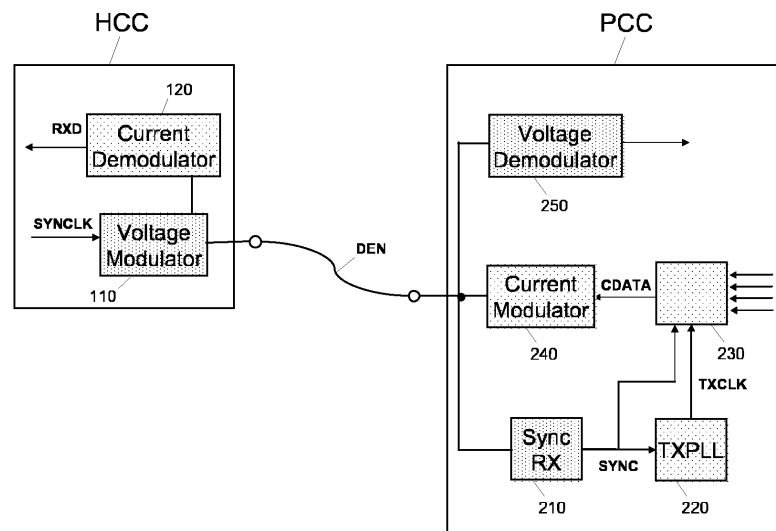 HCC
PCC
120
RXD
Current
Demodulator
SYNCLK
Voltage
Modulator
110
DEN
Voltage
Demodulator
250
Current
Modulator
240
CDATA
230
TXCLK
Sync
RX
210
SYNC
TXPLL
220